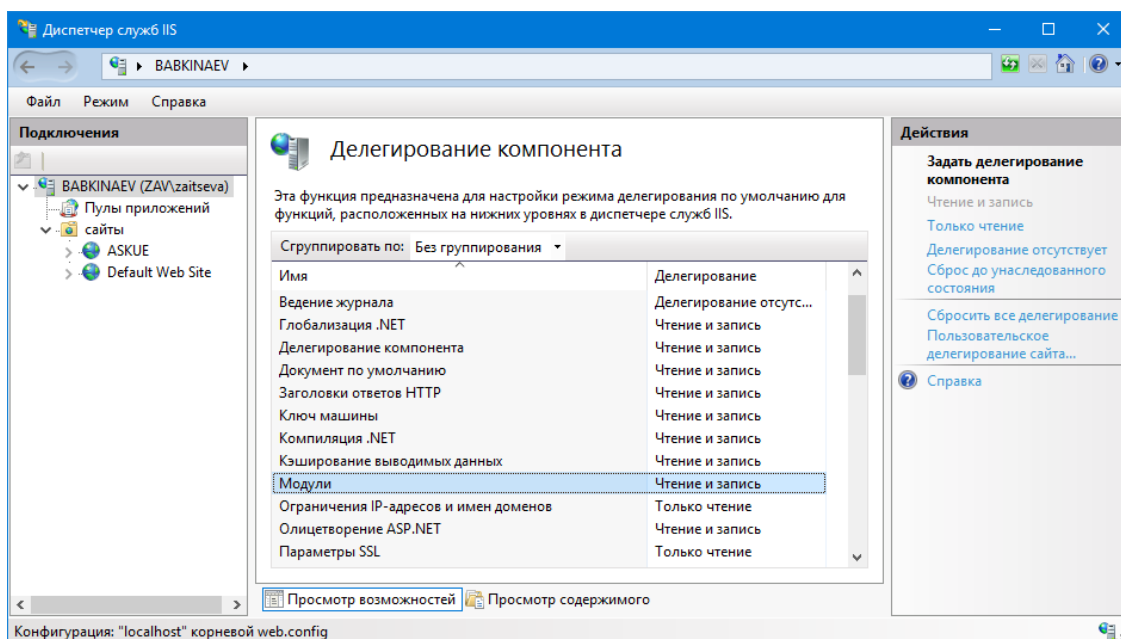 Диспетчер служб IIS
BABKINAEV
Файл Режим Справка
Подключения
BABKINAEV (ZAV\zaitseva)
Пулы приложений
сайты
ASKUE
Default Web Site
Делегирование компонента
Эта функция предназначена для настройки режима делегирования по умолчанию для
функций, расположенных на нижних уровнях в диспетчере служб IIS.
Сгруппировать по: Без группирования
Имя Делегирование
Ведение журнала Делегирование отсутс...
Глобализация .NET Чтение и запись
Делегирование компонента Чтение и запись
Документ по умолчанию Чтение и запись
Заголовки ответов HTTP Чтение и запись
Ключ машины Чтение и запись
Компиляция .NET Чтение и запись
Кэширование выводимых данных Чтение и запись
Модули Чтение и запись
Ограничения IP-адресов и имен доменов Только чтение
Олицетворение ASP.NET Чтение и запись
Параметры SSL Только чтение
Просмотр возможностей Просмотр содержимого
Действия
Задать делегирование
компонента
Чтение и запись
Только чтение
Делегирование отсутствует
Сброс до унаследованного
состояния
Сбросить все делегирование
Пользовательское
делегирование сайта...
Справка
Конфигурация: "localhost" корневой web.config